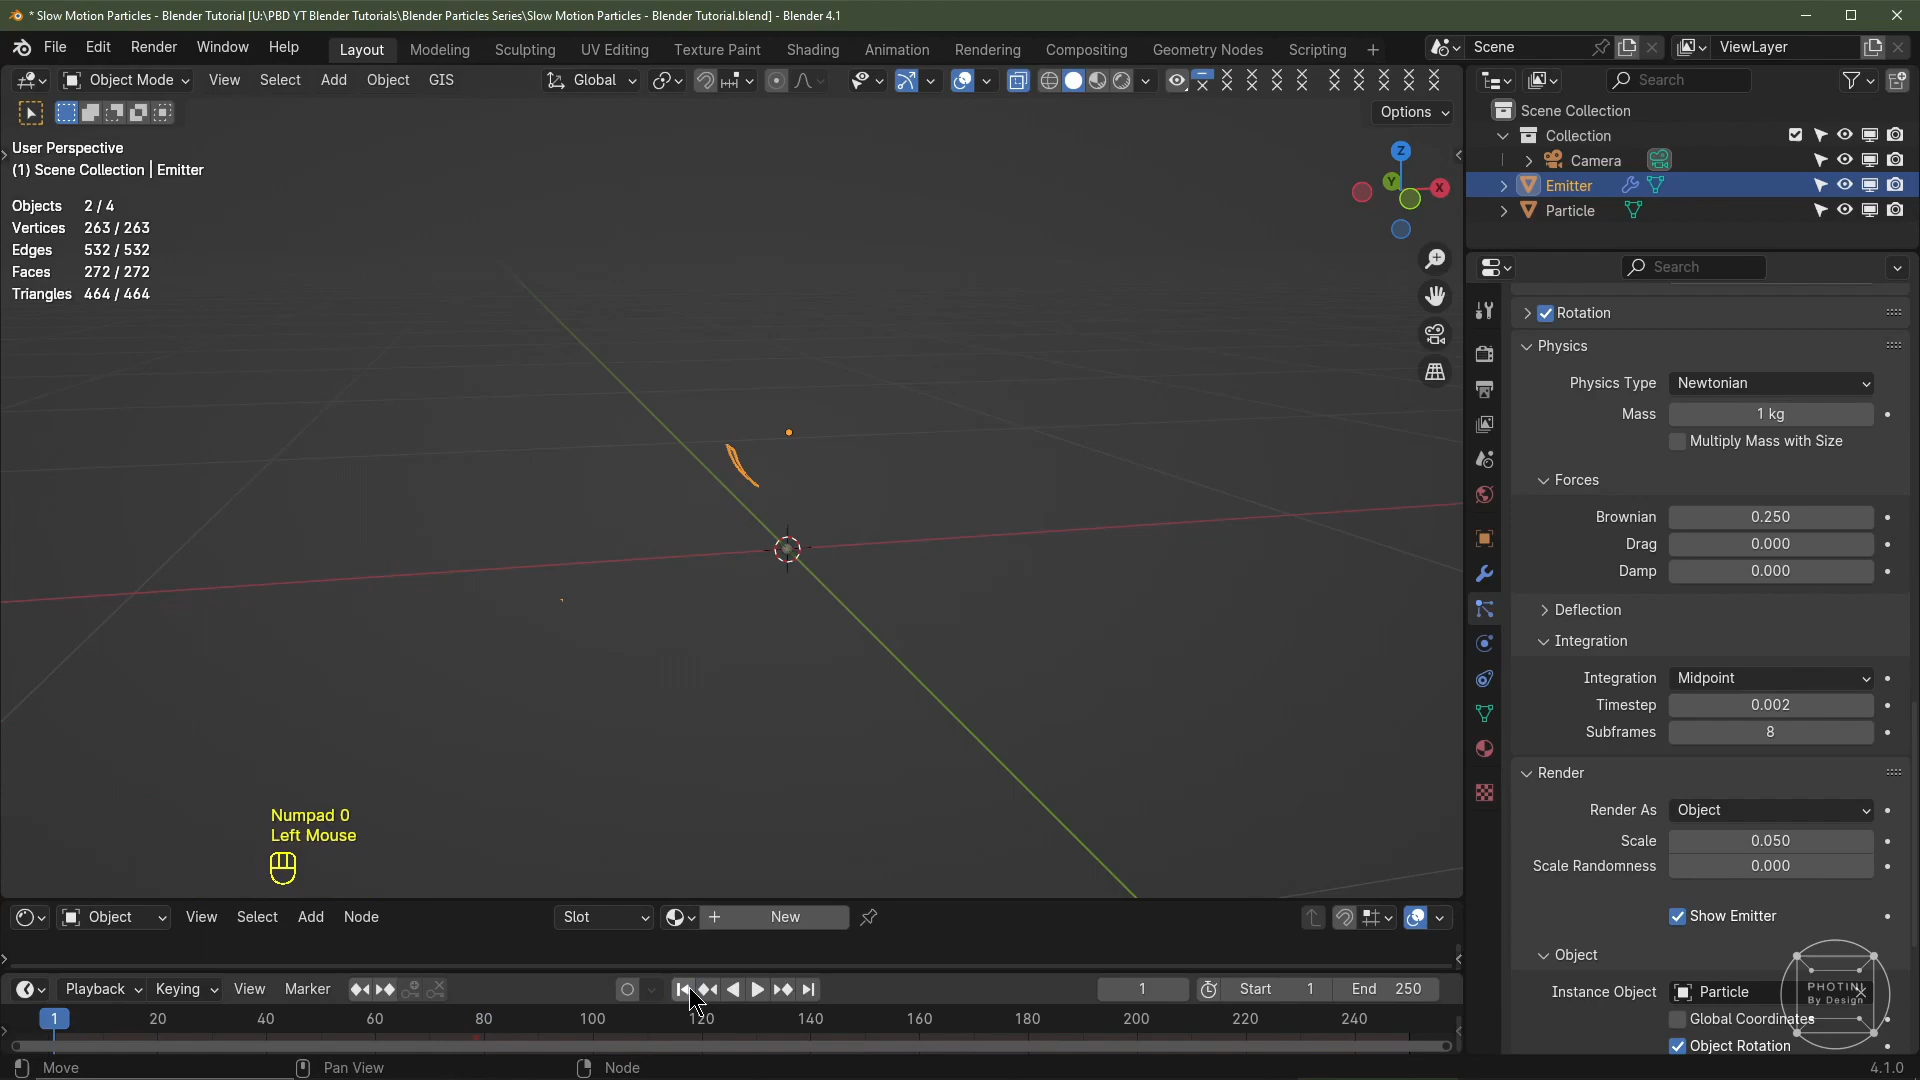 * Slow Motion Particles - Blender Tutorial [U:\PBD YT Blender Tutorials\Blender Particles Series\Slow Motion Particles - Blender Tutorial.blend] - Blender 4.1
File Edit Render Window Help
Layout Modeling Sculpting UV Editing Texture Paint Shading Animation Rendering Compositing Geometry Nodes Scripting +
Scene ViewLayer
Object Mode View Select Add Object GIS Global
Search
Options
Scene Collection
Collection
Camera
Emitter
Particle
User Perspective
(1) Scene Collection | Emitter
Objects 2 / 4
Vertices 263 / 263
Edges 532 / 532
Faces 272 / 272
Triangles 464 / 464
Z
Y
X
Search
Rotation
Physics
Physics Type Newtonian
Mass 1 kg
Multiply Mass with Size
Forces
Brownian 0.250
Drag 0.000
Damp 0.000
Deflection
Integration
Integration Midpoint
Timestep 0.002
Subframes 8
Render
Render As Object
Scale 0.050
Scale Randomness 0.000
Show Emitter
Object
Instance Object Particle
Global Coordinates
Object Rotation
PHOTINI
By Design
Numpad 0
Left Mouse
Object View Select Add Node Slot + New
Playback Keying View Marker 1 Start 1 End 250
1 20 40 60 80 100 120 140 160 180 200 220 240
Move Pan View Node 4.1.0